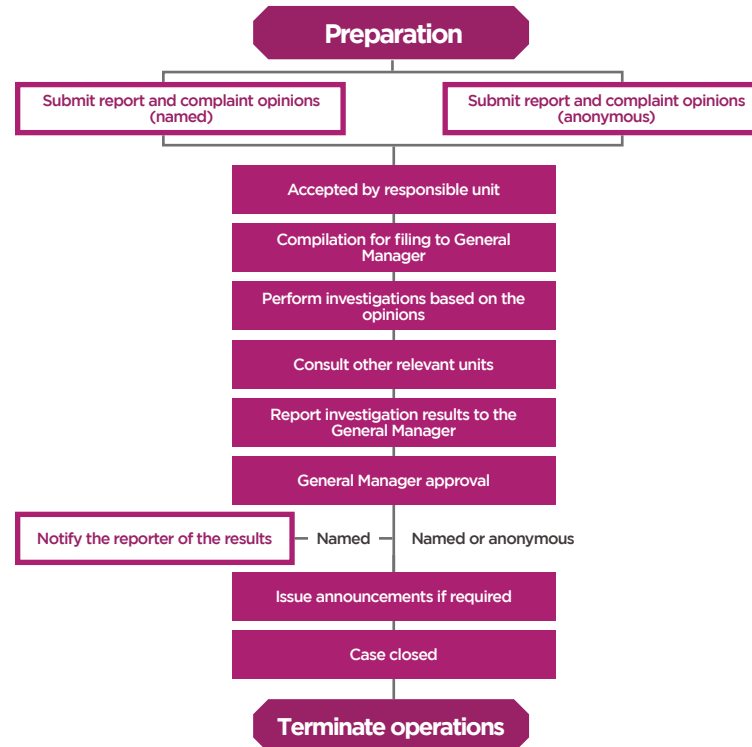 Preparation
Submit report and complaint opinions
(named)
Submit report and complaint opinions
(anonymous)
Accepted by responsible unit
Compilation for filing to General
Manager
Perform investigations based on the
opinions
Consult other relevant units
Report investigation results to the
General Manager
General Manager approval
Notify the reporter of the results
Named
Named or anonymous
Issue announcements if required
Case closed
Terminate operations